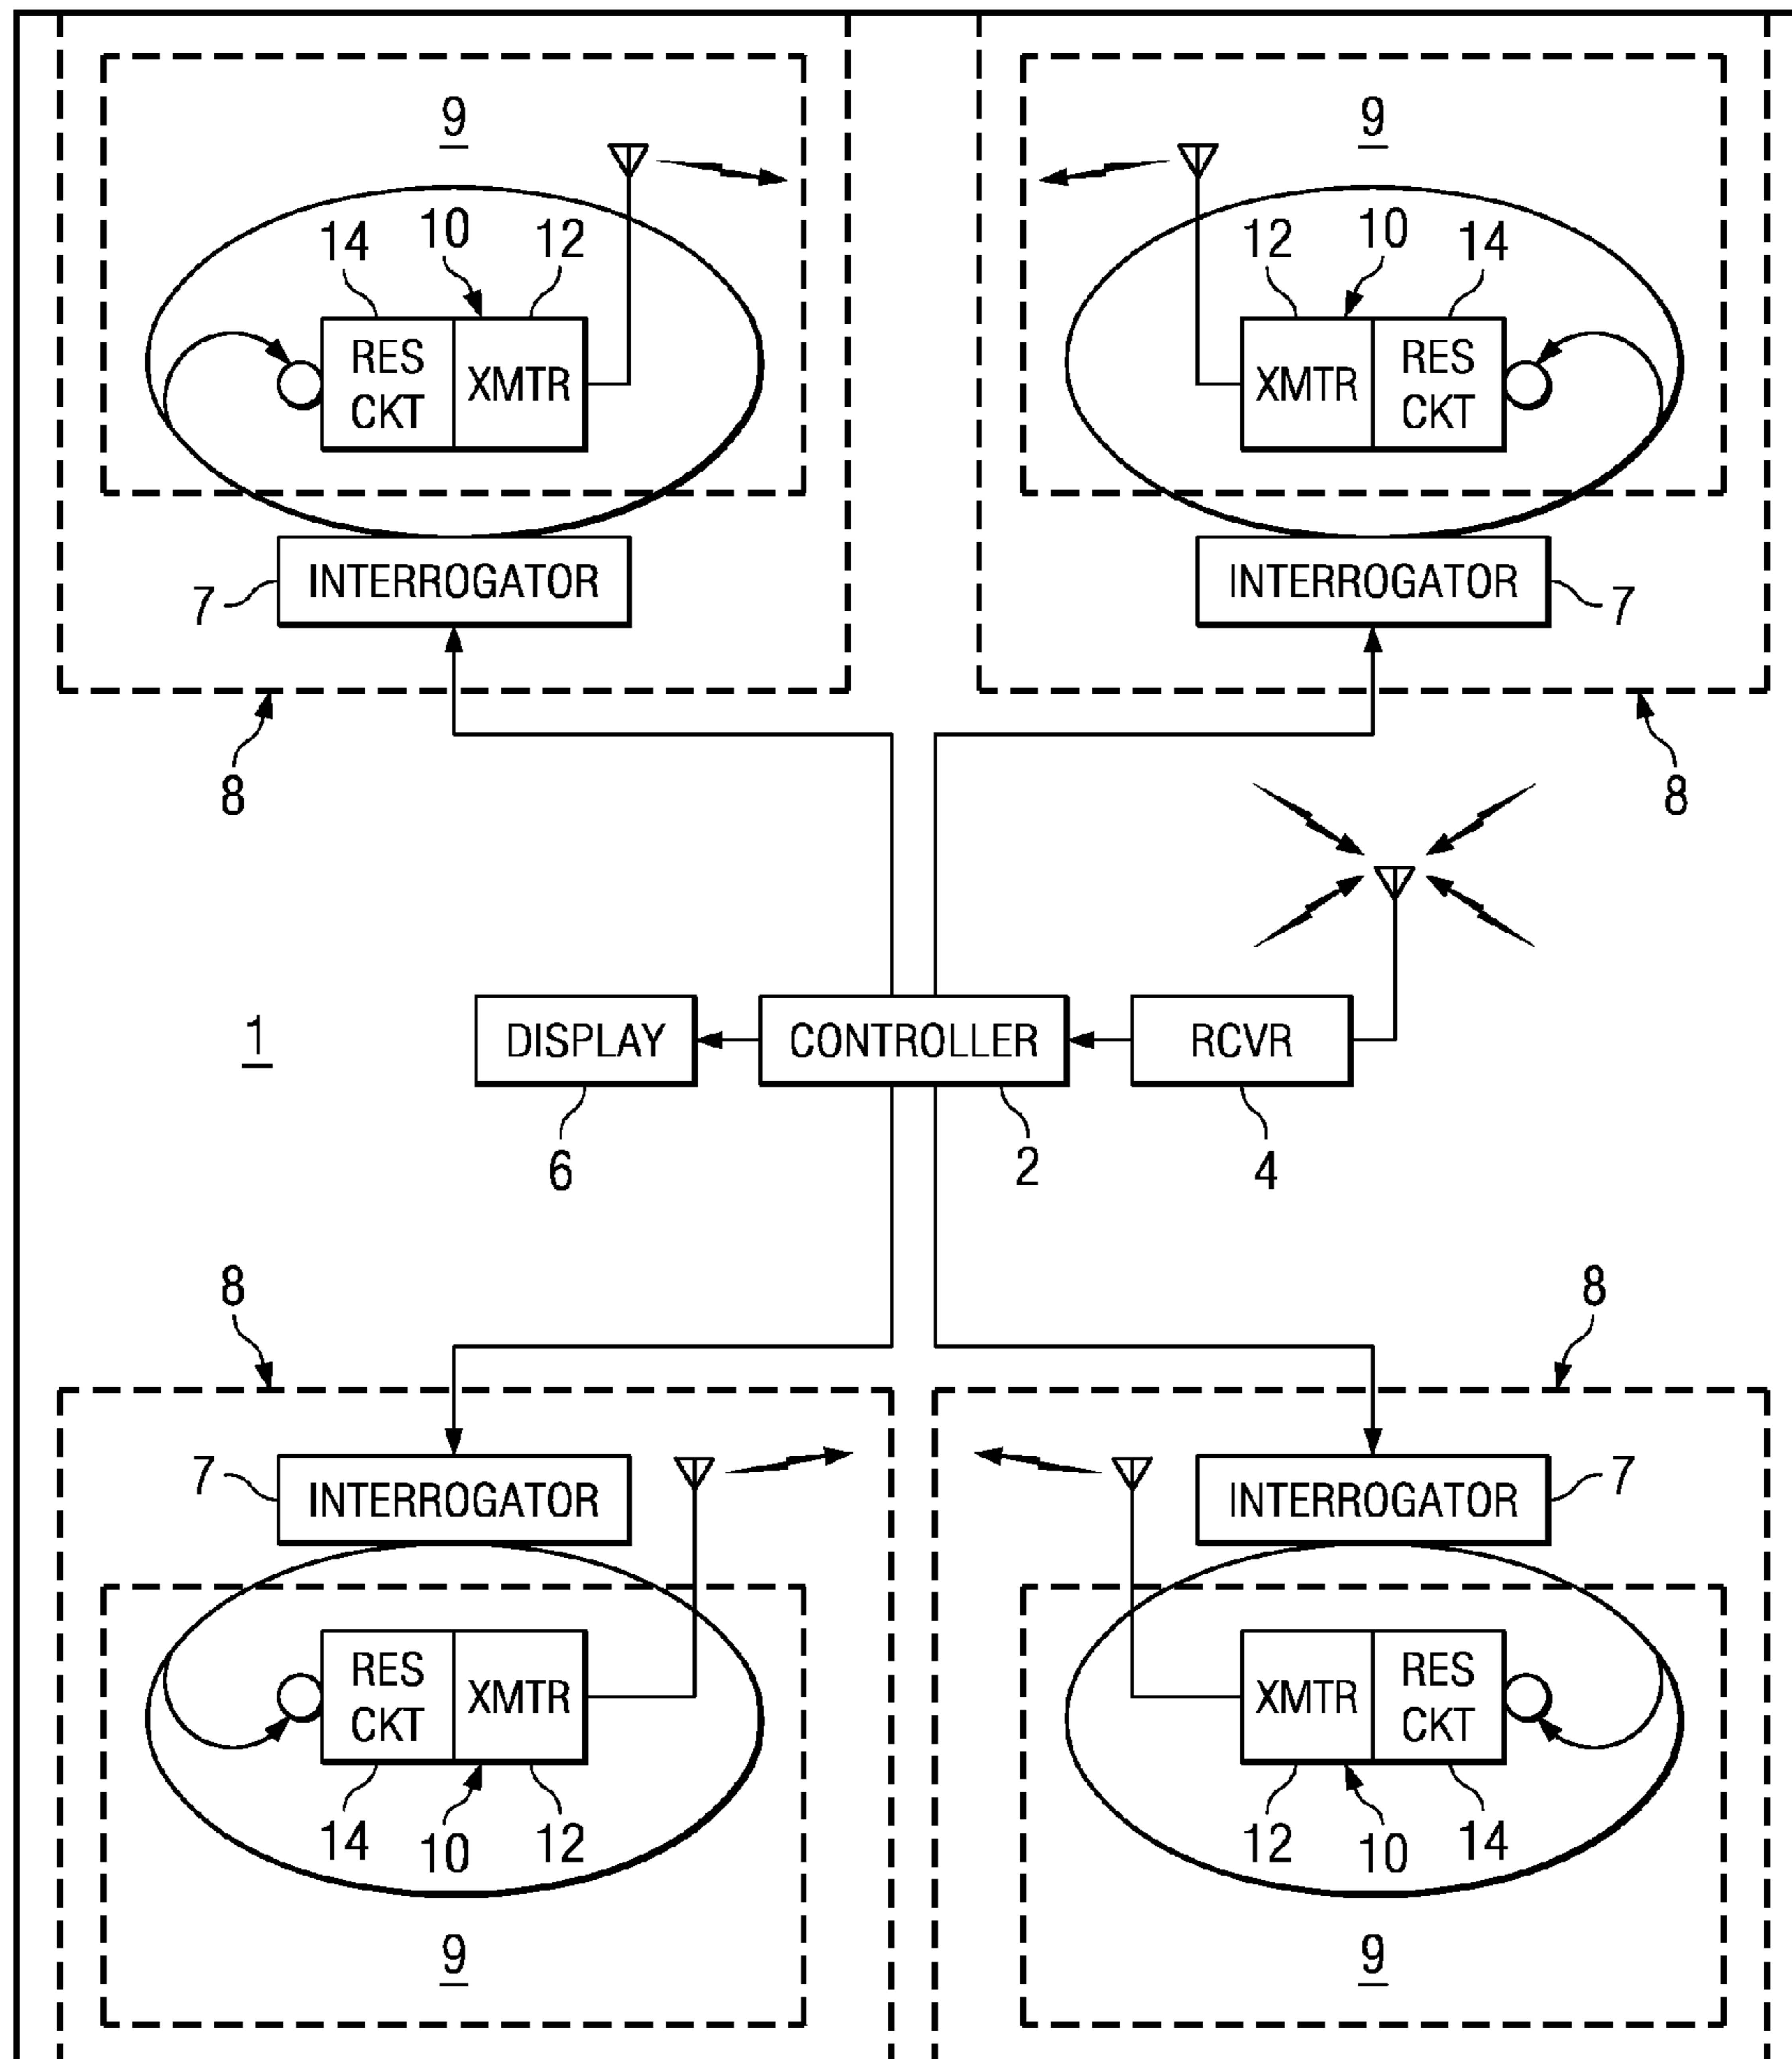 9 9
14 10 12 12 10 14
RES
CKT XMTR XMTR RES
CKT
7 INTERROGATOR INTERROGATOR 7
8 8
1 DISPLAY CONTROLLER RCVR
6 2 4
8 8
7 INTERROGATOR INTERROGATOR 7
RES
CKT XMTR XMTR RES
CKT
14 10 12 12 10 14
9 9